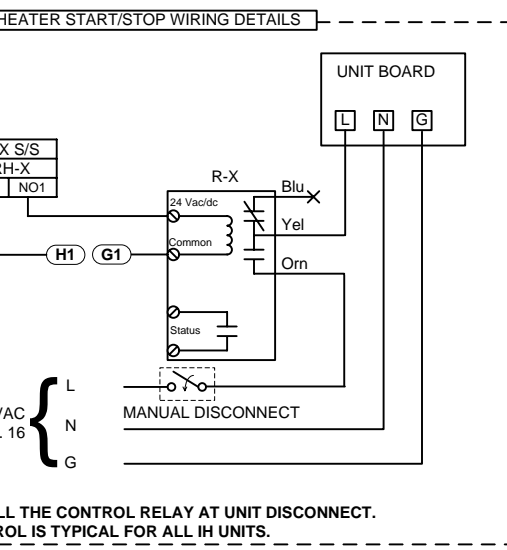 HEATER START/STOP WIRING DETAILS
UNIT BOARD
L N G
X S/S
RH-X
NO1
R-X
24 Vac/dc
Blu
Yel
Common
Orn
H1 G1
Status
L
MANUAL DISCONNECT
VAC
N
. 16
G
LL THE CONTROL RELAY AT UNIT DISCONNECT.
ROL IS TYPICAL FOR ALL IH UNITS.